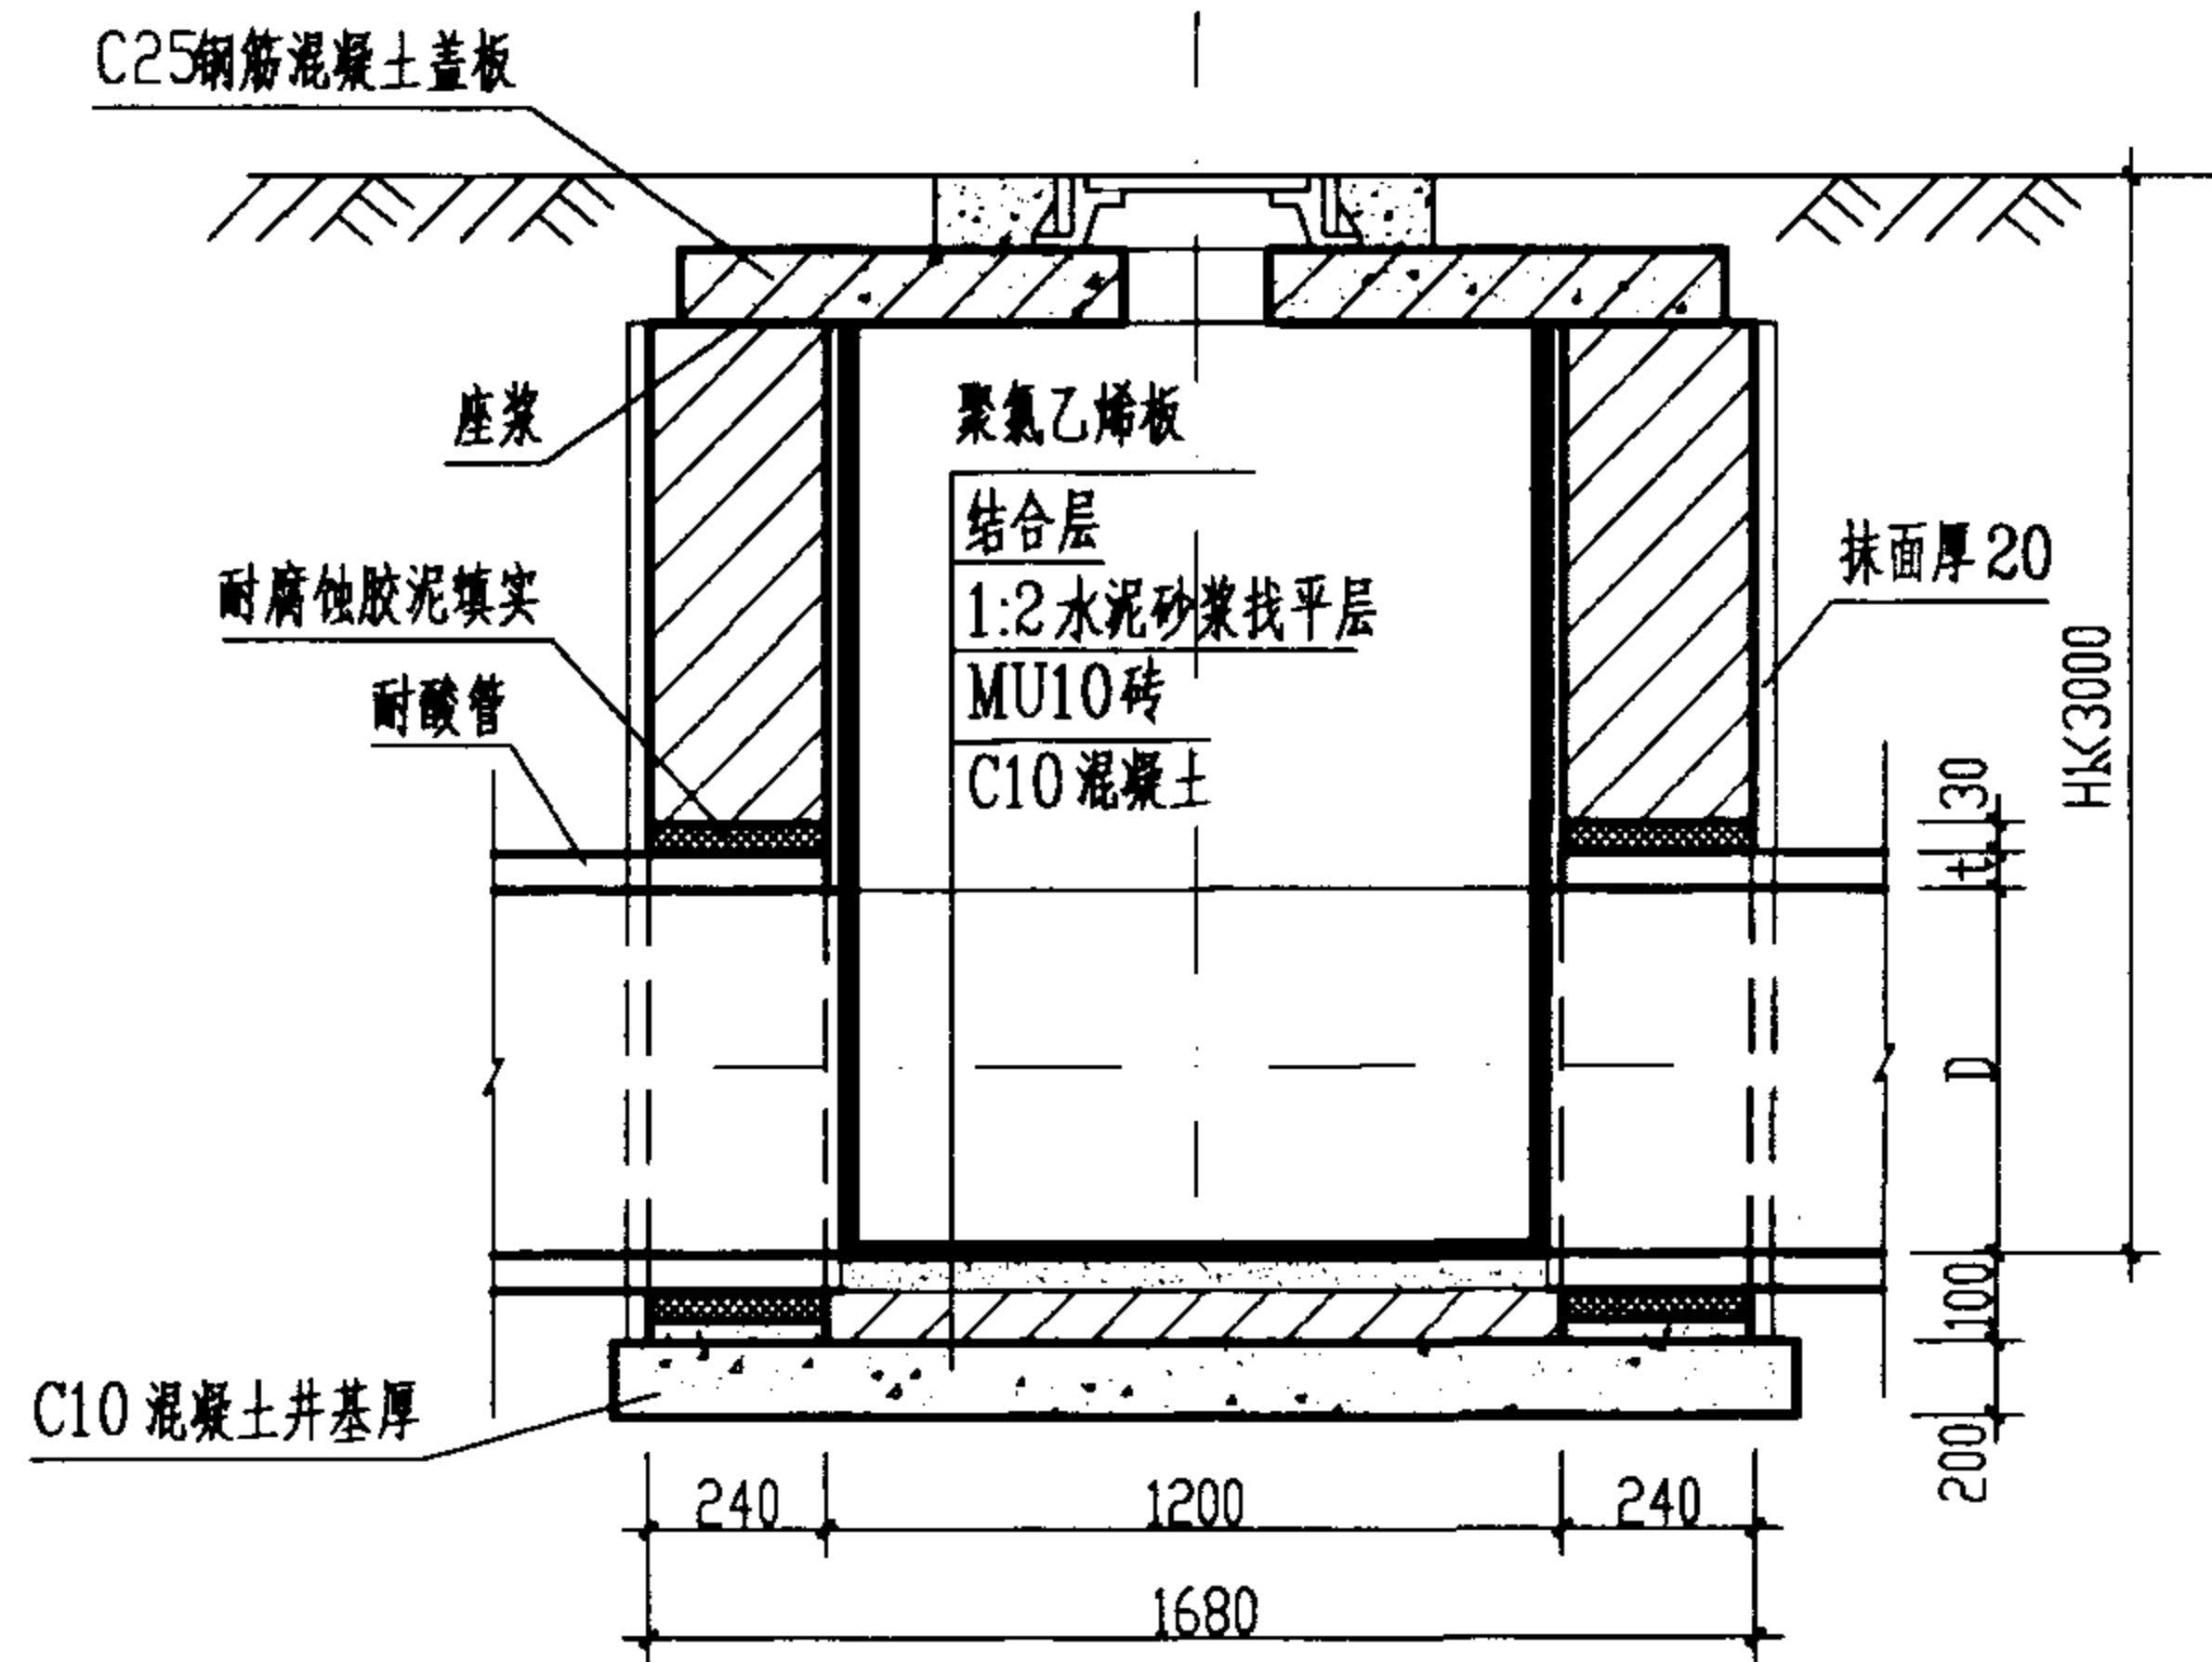 C25钢筋混凝土盖板
座浆
耐腐蚀胶泥填实
耐酸管
聚氯乙烯板
结合层
1:2水泥砂浆找平层
MU10砖
C10混凝土
抹面厚20
H<3000
30
t
D
100
200
C10混凝土井基厚
240
1200
240
1680